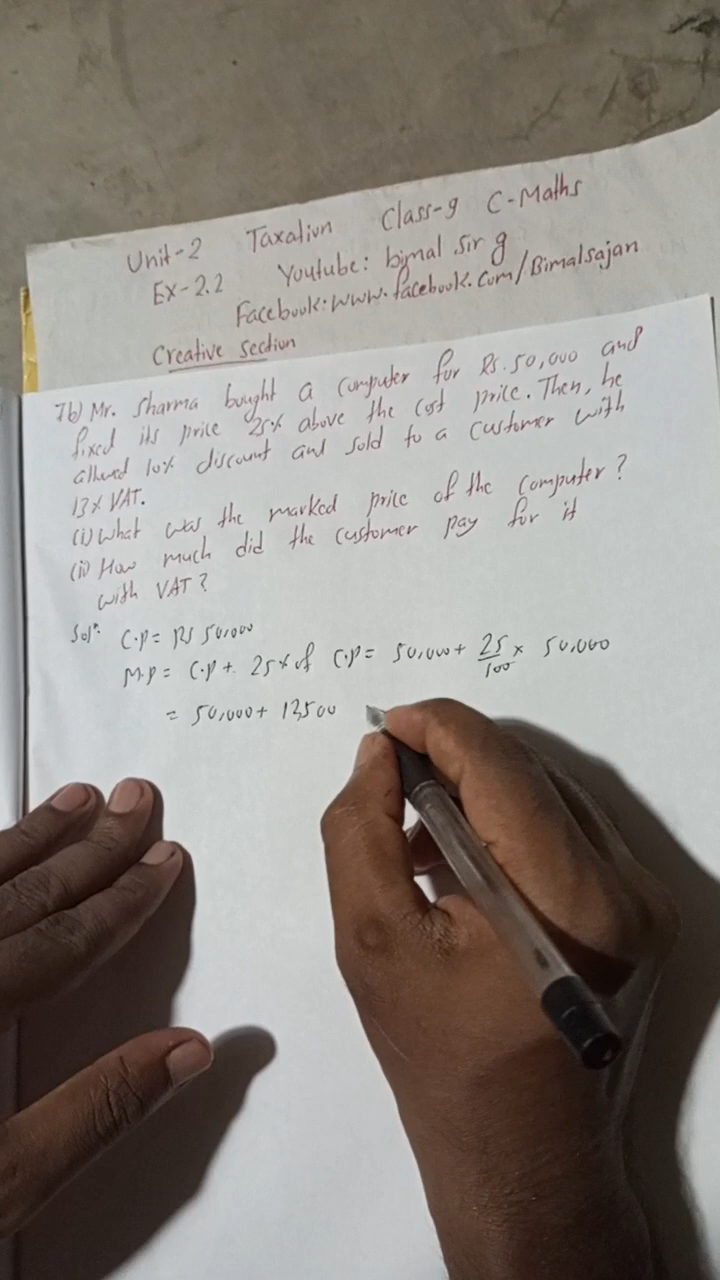 Unit-2 Taxation Class-9 C-Maths
Ex-2.2 Youtube: bimal sir g
Facebook: www.facebook.com/Bimalsajan
Creative section
7b) Mr. Sharma bought a computer for Rs. 50,000 and
fixed its price 25% above the cost price. Then, he
allowed 10% discount and sold to a customer with
13% VAT.
(i) What was the marked price of the computer?
(ii) How much did the customer pay for it
with VAT?
Solⁿ: C.P = RS 50,000
M.P = C.P + 25% of C.P = 50,000 + 25/100 × 50,000
= 50,000 + 12,500